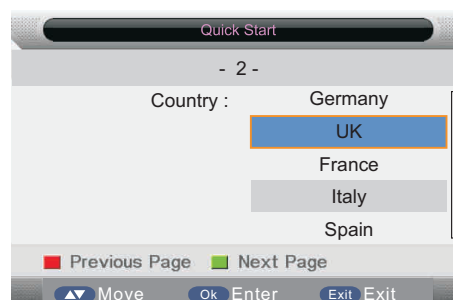 Quick Start
- 2 -
Country : Germany
UK
France
Italy
Spain
Previous Page Next Page
Move Ok Enter Exit Exit